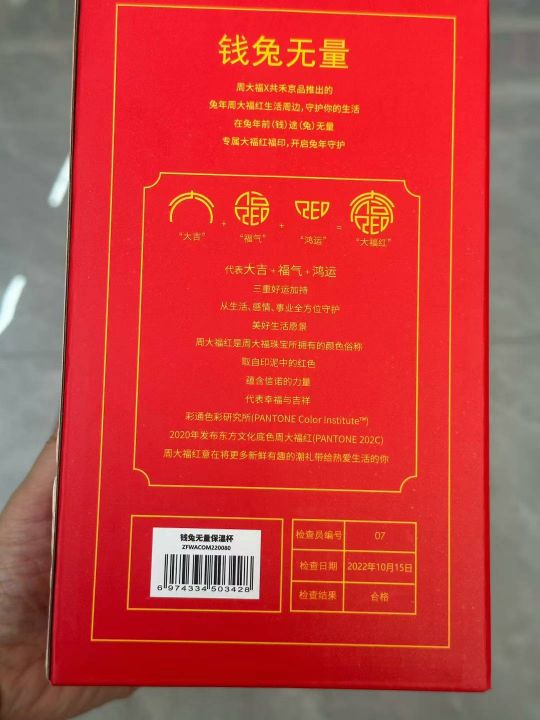 钱兔无量
周大福X共禾京品推出的
兔年周大福红生活周边,守护你的生活
在兔年前(钱)途(兔)无量
专属大福红福印,开启兔年守护
福 RED RED 福 RED
+ + =
“大吉” “福气” “鸿运” “大福红”
代表大吉+福气+鸿运
三重好运加持
从生活、感情、事业全方位守护
美好生活愿景
周大福红是周大福珠宝所拥有的颜色俗称
取自印泥中的红色
蕴含信诺的力量
代表幸福与吉祥
彩通色彩研究所(PANTONE Color Institute™)
2020年发布东方文化底色周大福红(PANTONE 202C)
周大福红意在将更多新鲜有趣的潮礼带给热爱生活的你
钱兔无量保温杯
ZFWACOM220080
6 974334 503428
检查员编号 07
检查日期 2022年10月15日
检查结果 合格